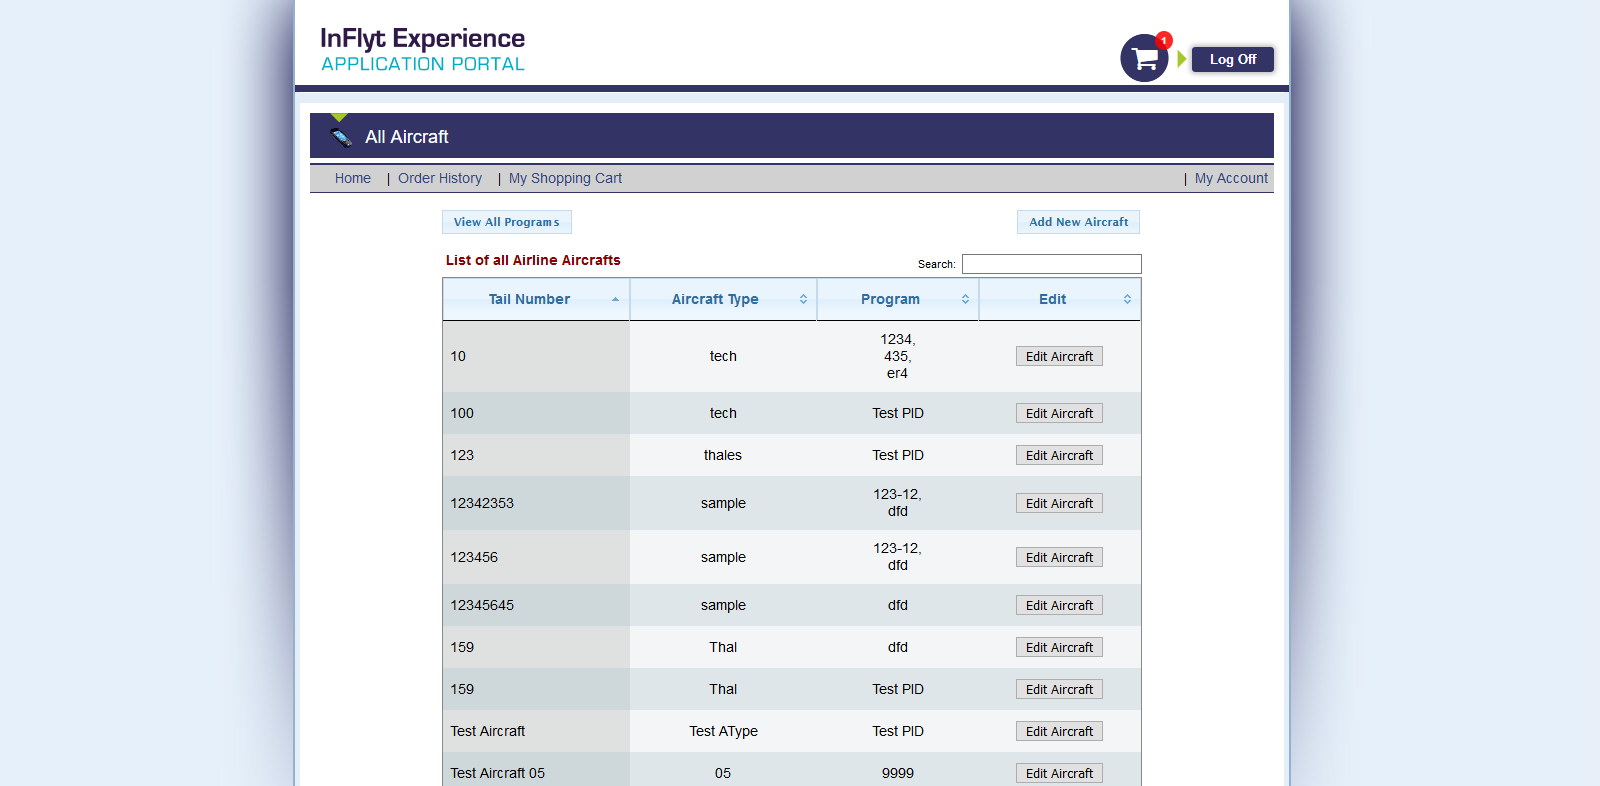 InFlyt Experience
APPLICATION PORTAL
1
Log Off
All Aircraft
Home | Order History | My Shopping Cart | My Account
View All Programs Add New Aircraft
List of all Airline Aircrafts Search:
Tail Number Aircraft Type Program Edit
10 tech 1234, 435, er4 Edit Aircraft
100 tech Test PID Edit Aircraft
123 thales Test PID Edit Aircraft
12342353 sample 123-12, dfd Edit Aircraft
123456 sample 123-12, dfd Edit Aircraft
12345645 sample dfd Edit Aircraft
159 Thal dfd Edit Aircraft
159 Thal Test PID Edit Aircraft
Test Aircraft Test AType Test PID Edit Aircraft
Test Aircraft 05 05 9999 Edit Aircraft